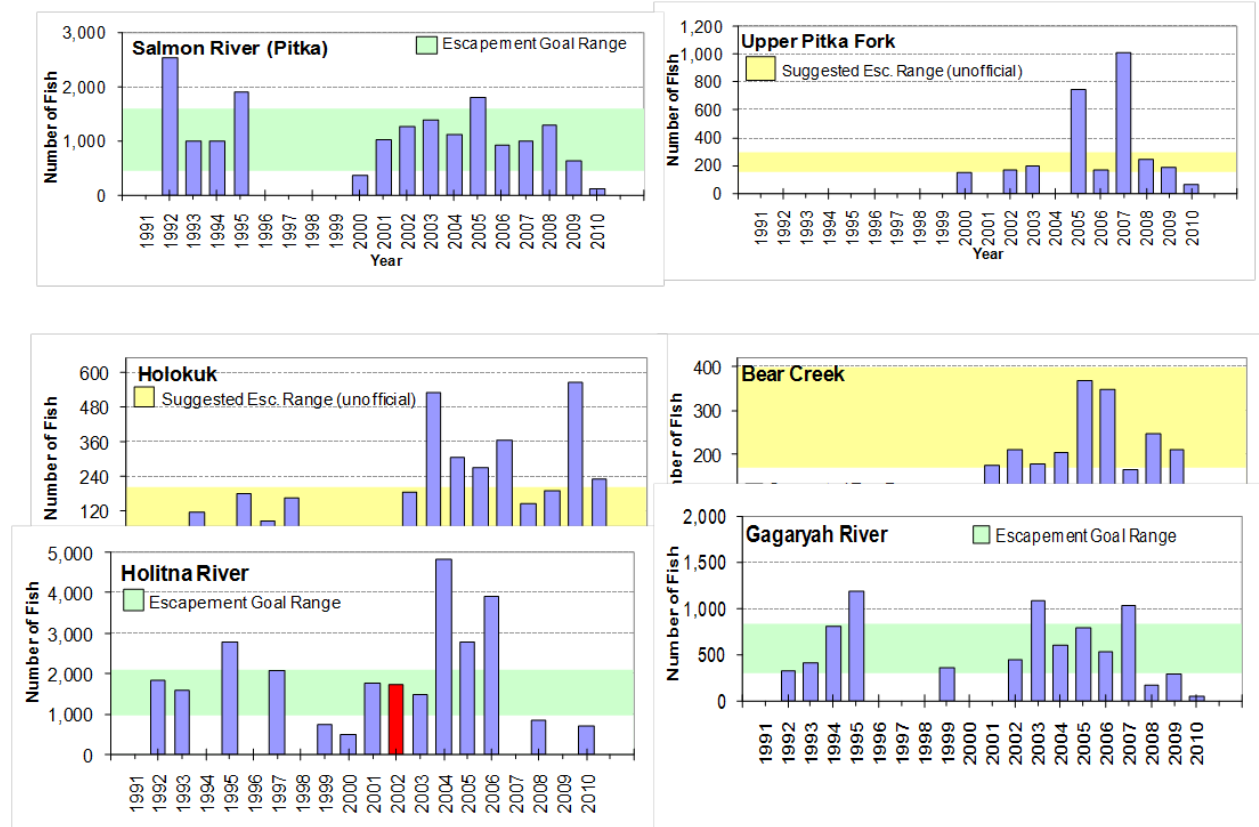 Salmon River (Pitka)
Escapement Goal Range
Number of Fish
3,000
2,000
1,000
0
1991 1992 1993 1994 1995 1996 1997 1998 1999 2000 2001 2002 2003 2004 2005 2006 2007 2008 2009 2010
Year
Upper Pitka Fork
Suggested Esc. Range (unofficial)
Number of Fish
1,200
1,000
800
600
400
200
0
1991 1992 1993 1994 1995 1996 1997 1998 1999 2000 2001 2002 2003 2004 2005 2006 2007 2008 2009 2010
Year
Holokuk
Suggested Esc. Range (unofficial)
Number of Fish
600
480
360
240
120
Bear Creek
Number of Fish
400
300
200
Holitna River
Escapement Goal Range
Number of Fish
5,000
4,000
3,000
2,000
1,000
0
1991 1992 1993 1994 1995 1996 1997 1998 1999 2000 2001 2002 2003 2004 2005 2006 2007 2008 2009 2010
Gagaryah River
Escapement Goal Range
Number of Fish
2,000
1,500
1,000
500
0
1991 1992 1993 1994 1995 1996 1997 1998 1999 2000 2001 2002 2003 2004 2005 2006 2007 2008 2009 2010